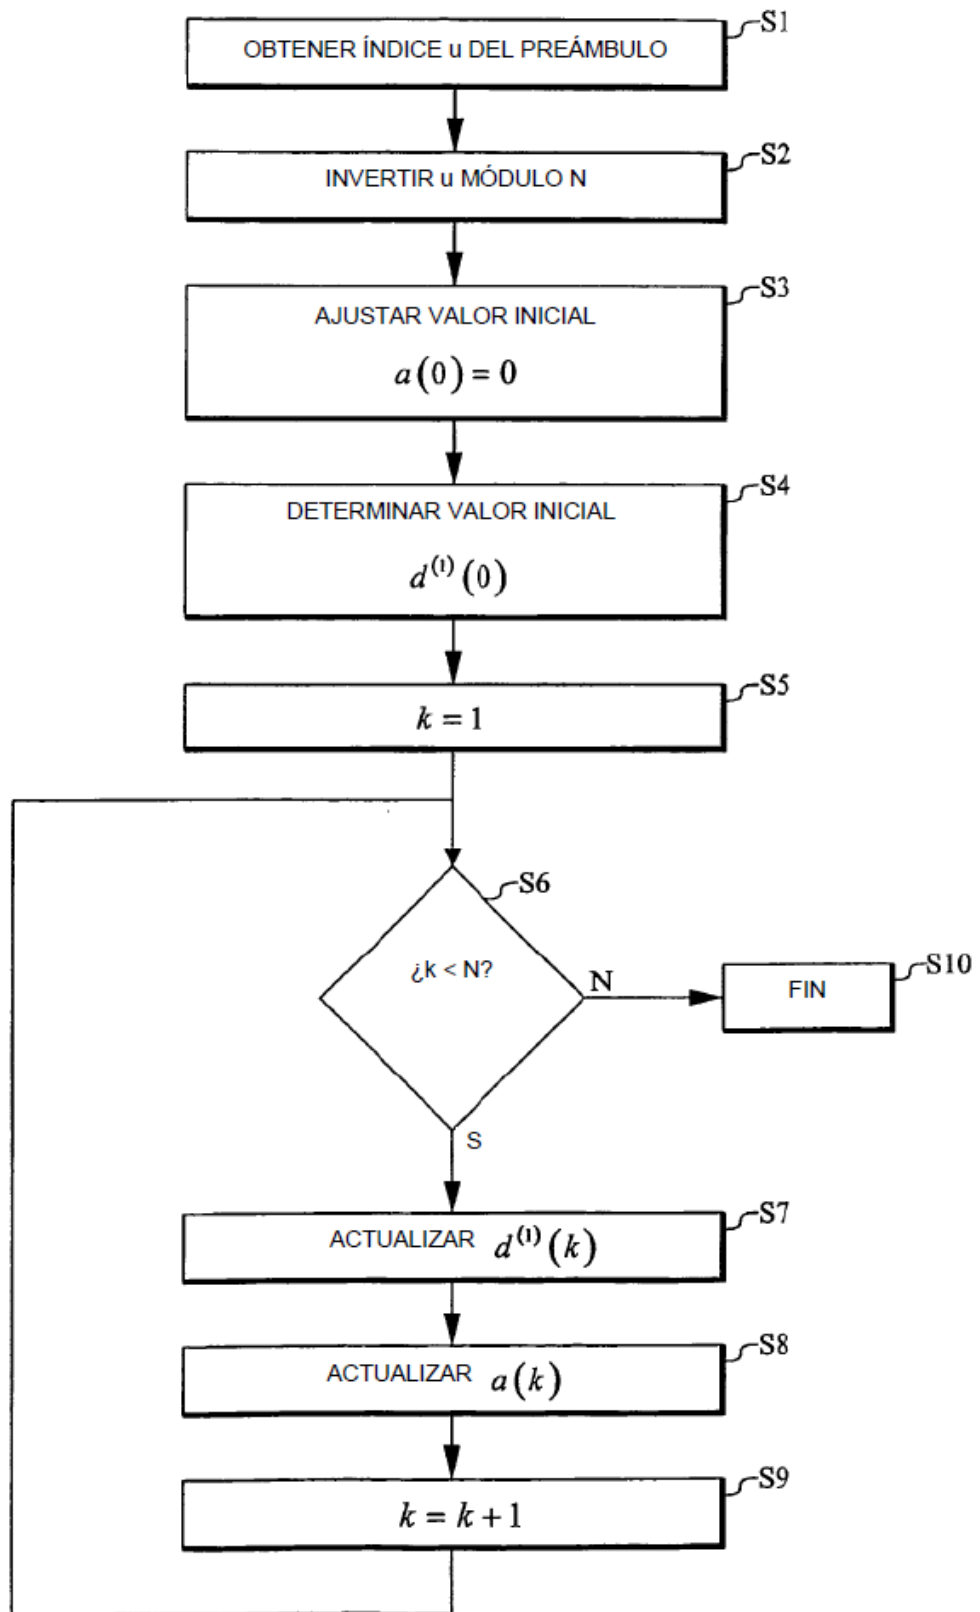 S1
OBTENER ÍNDICE u DEL PREÁMBULO
S2
INVERTIR u MÓDULO N
S3
AJUSTAR VALOR INICIAL
a(0) = 0
S4
DETERMINAR VALOR INICIAL
d^(1)(0)
S5
k = 1
S6
¿k < N?
N
S10
FIN
S
S7
ACTUALIZAR d^(1)(k)
S8
ACTUALIZAR a(k)
S9
k = k + 1